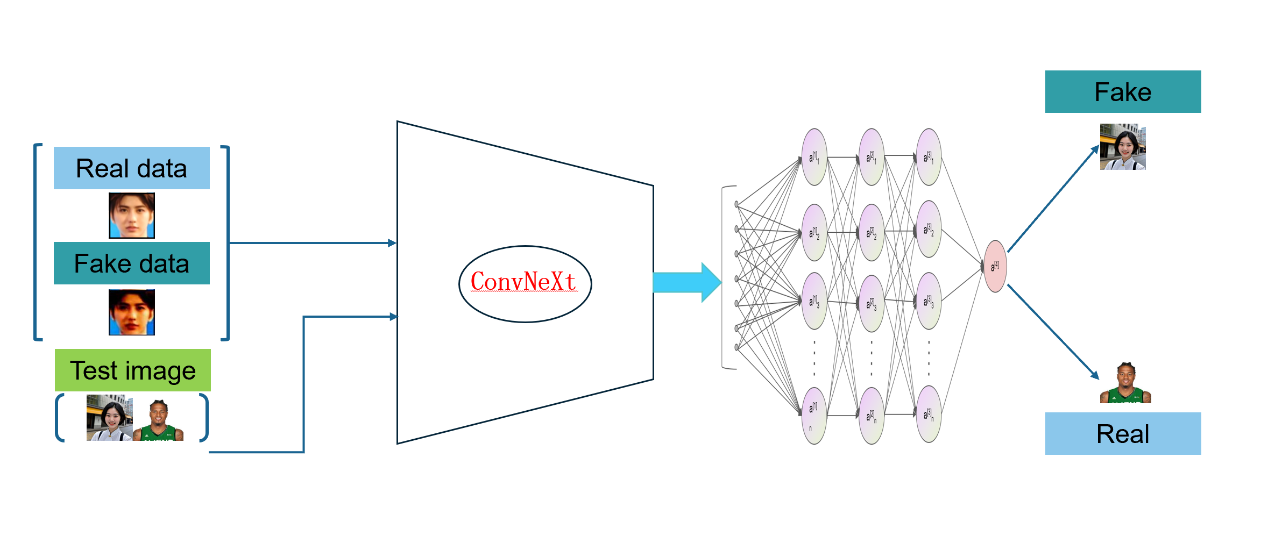 Real data
Fake data
Test image
ConvNeXt
Fake
Real